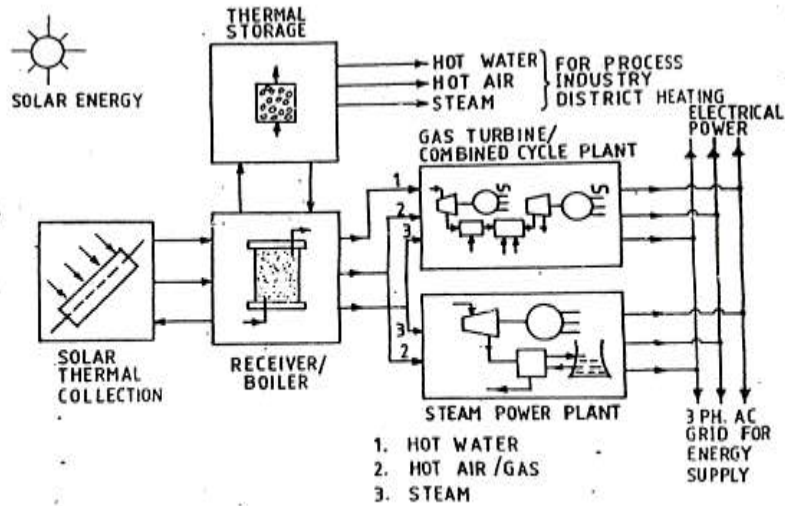 THERMAL
STORAGE
SOLAR ENERGY
HOT WATER
HOT AIR
STEAM
FOR PROCESS
INDUSTRY
DISTRICT HEATING
ELECTRICAL
POWER
GAS TURBINE/
COMBINED CYCLE PLANT
1
2
3
3
2
SOLAR
THERMAL
COLLECTION
RECEIVER/
BOILER
STEAM POWER PLANT
3 PH. AC
GRID FOR
ENERGY
SUPPLY
1. HOT WATER
2. HOT AIR/GAS
3. STEAM